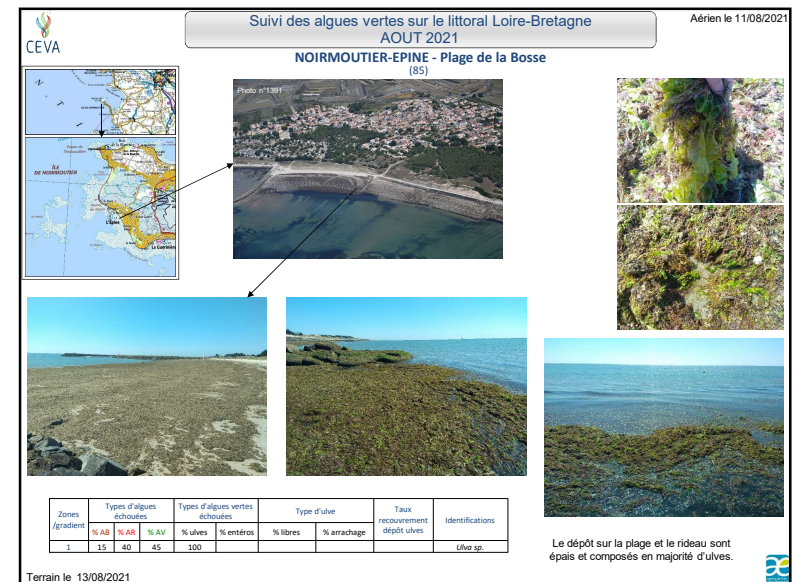 CEVA
Suivi des algues vertes sur le littoral Loire-Bretagne
AOUT 2021
Aérien le 11/08/2021
NOIRMOUTIER-EPINE - Plage de la Bosse
(85)
Photo n°1391
ÎLE
DE NOIRMOUTIER
L'Épine
La Guérinière
Zones /gradient
Types d'algues échouées
Types d'algues vertes échouées
Type d'ulve
Taux recouvrement dépôt ulves
Identifications
% AB % AR % AV % ulves % entéros % libres % arrachage
1 15 40 45 100 Ulva sp.
Le dépôt sur la plage et le rideau sont
épais et composés en majorité d'ulves.
Terrain le 13/08/2021